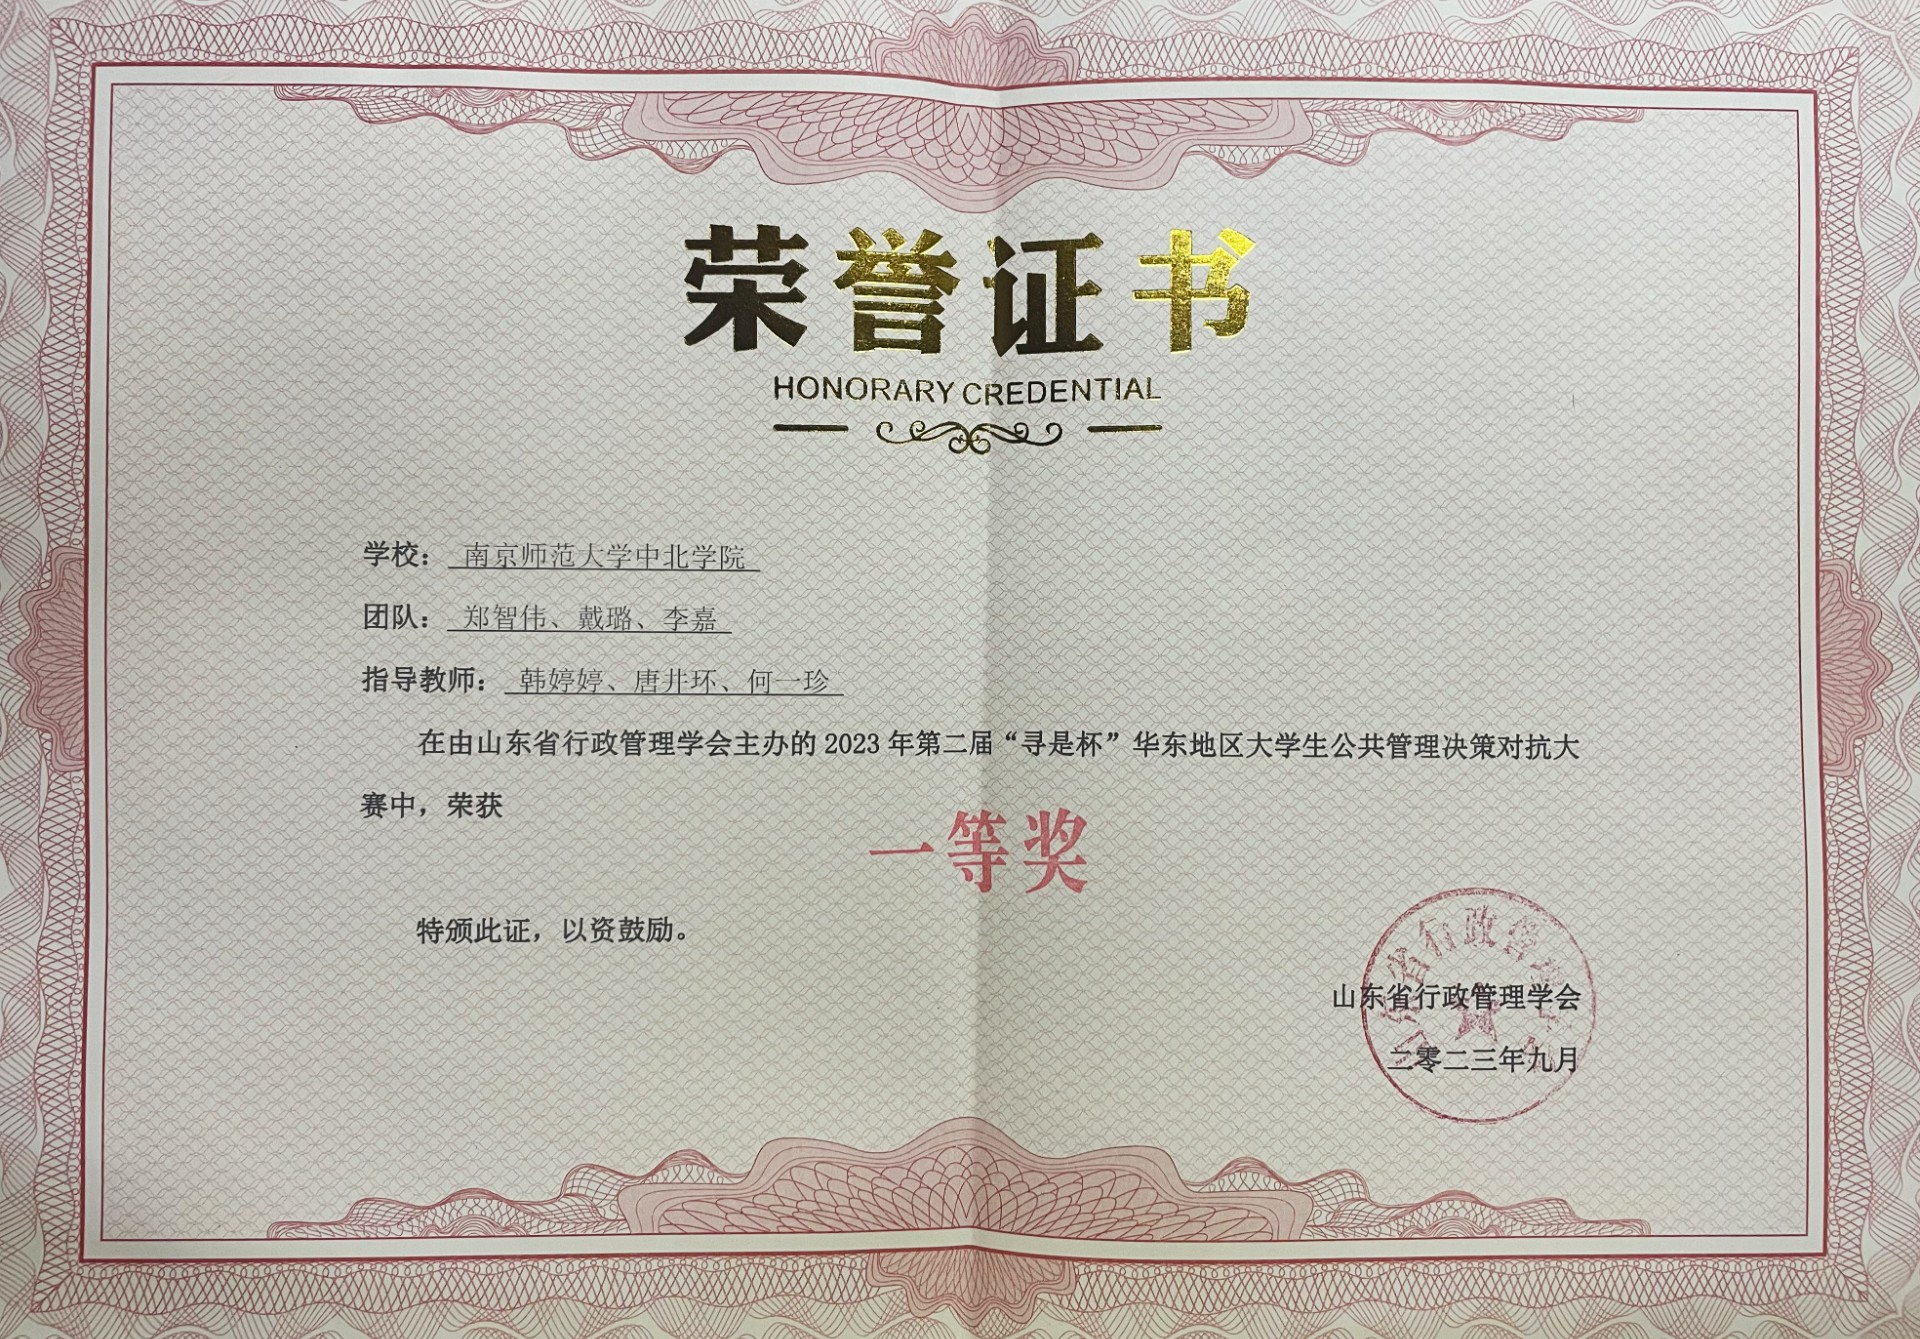 荣誉证书
HONORARY CREDENTIAL
学校：南京师范大学中北学院
团队：郑智伟、戴璐、李嘉
指导教师：韩婷婷、唐井环、何一珍
在由山东省行政管理学会主办的 2023 年第二届“寻是杯”华东地区大学生公共管理决策对抗大
赛中，荣获
一等奖
特颁此证，以资鼓励。
山东省行政管理学会
二零二三年九月